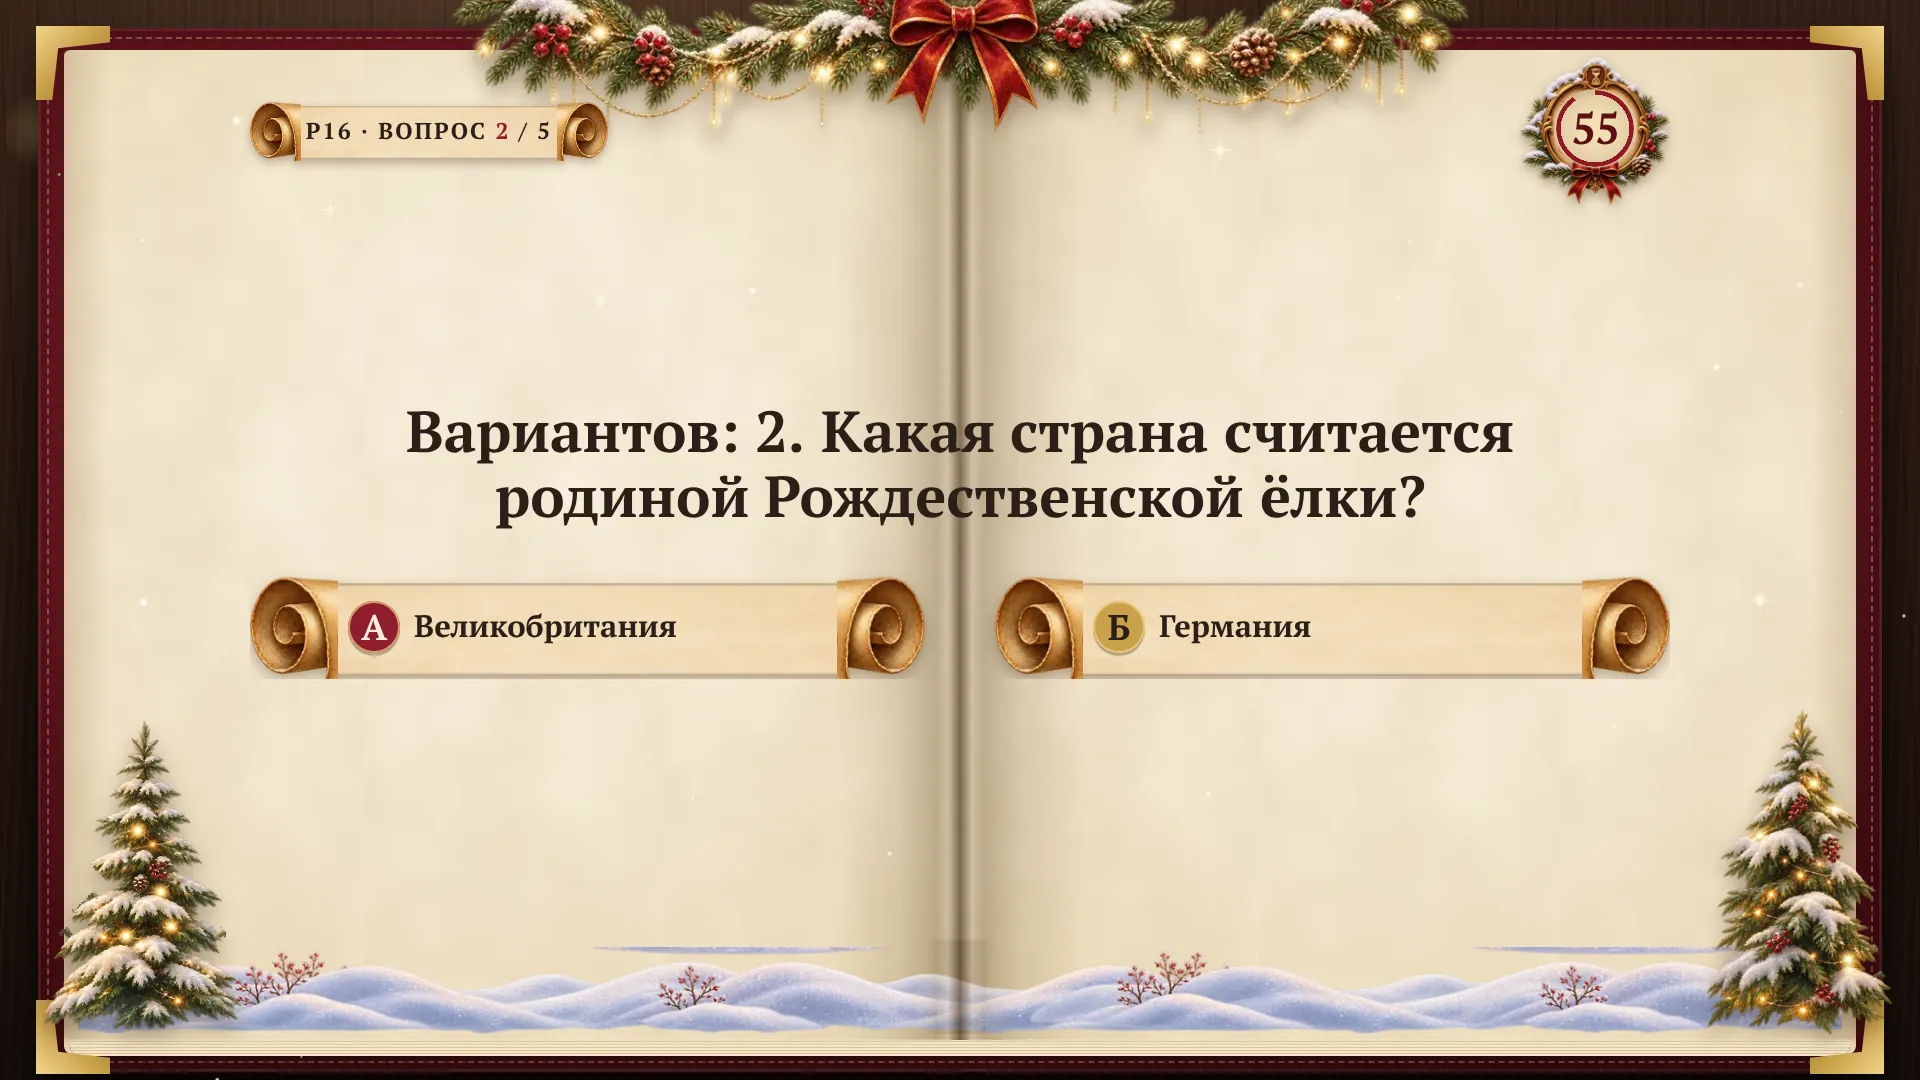 Р16 · ВОПРОС 2 / 5
55
Вариантов: 2. Какая страна считается
родиной Рождественской ёлки?
А Великобритания
Б Германия